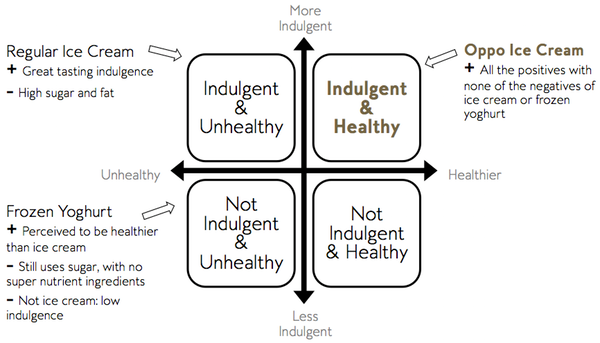 More
Indulgent
Regular Ice Cream
+ Great tasting indulgence
- High sugar and fat
Indulgent
&
Unhealthy
Indulgent
&
Healthy
Oppo Ice Cream
+ All the positives with
none of the negatives of
ice cream or frozen
yoghurt
Unhealthy
Healthier
Frozen Yoghurt
+ Perceived to be healthier
than ice cream
- Still uses sugar, with no
super nutrient ingredients
- Not ice cream: low
indulgence
Not
Indulgent
&
Unhealthy
Not
Indulgent
& Healthy
Less
Indulgent